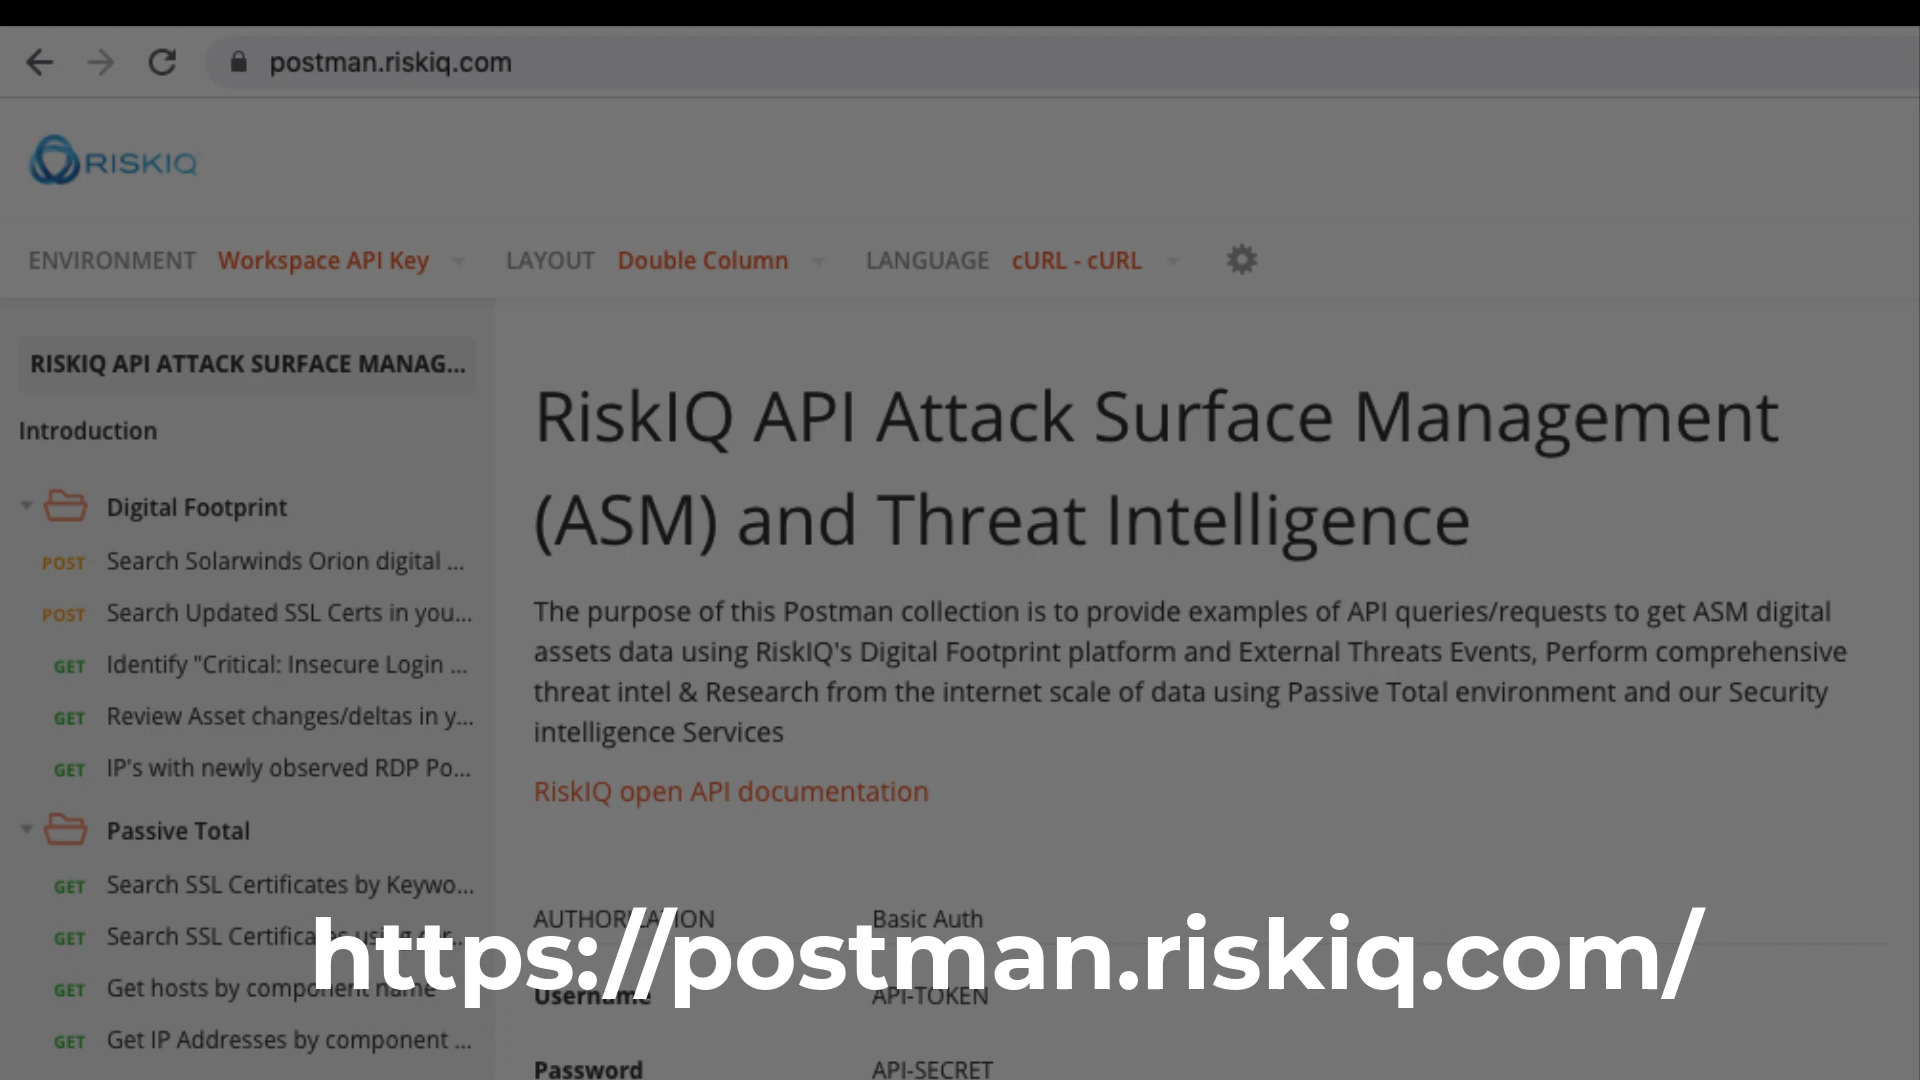 postman.riskiq.com
RISKIQ
ENVIRONMENT Workspace API Key LAYOUT Double Column LANGUAGE cURL - cURL
RISKIQ API ATTACK SURFACE MANAG...
Introduction
Digital Footprint
POST Search Solarwinds Orion digital ...
POST Search Updated SSL Certs in you...
GET Identify "Critical: Insecure Login ...
GET Review Asset changes/deltas in y...
GET IP's with newly observed RDP Po...
Passive Total
GET Search SSL Certificates by Keywo...
GET Search SSL Certificates using
GET Get hosts by component name
GET Get IP Addresses by component ...
RiskIQ API Attack Surface Management
(ASM) and Threat Intelligence
The purpose of this Postman collection is to provide examples of API queries/requests to get ASM digital
assets data using RiskIQ's Digital Footprint platform and External Threats Events, Perform comprehensive
threat intel & Research from the internet scale of data using Passive Total environment and our Security
intelligence Services
RiskIQ open API documentation
AUTHORIZATION Basic Auth
Username API-TOKEN
Password API-SECRET
https://postman.riskiq.com/